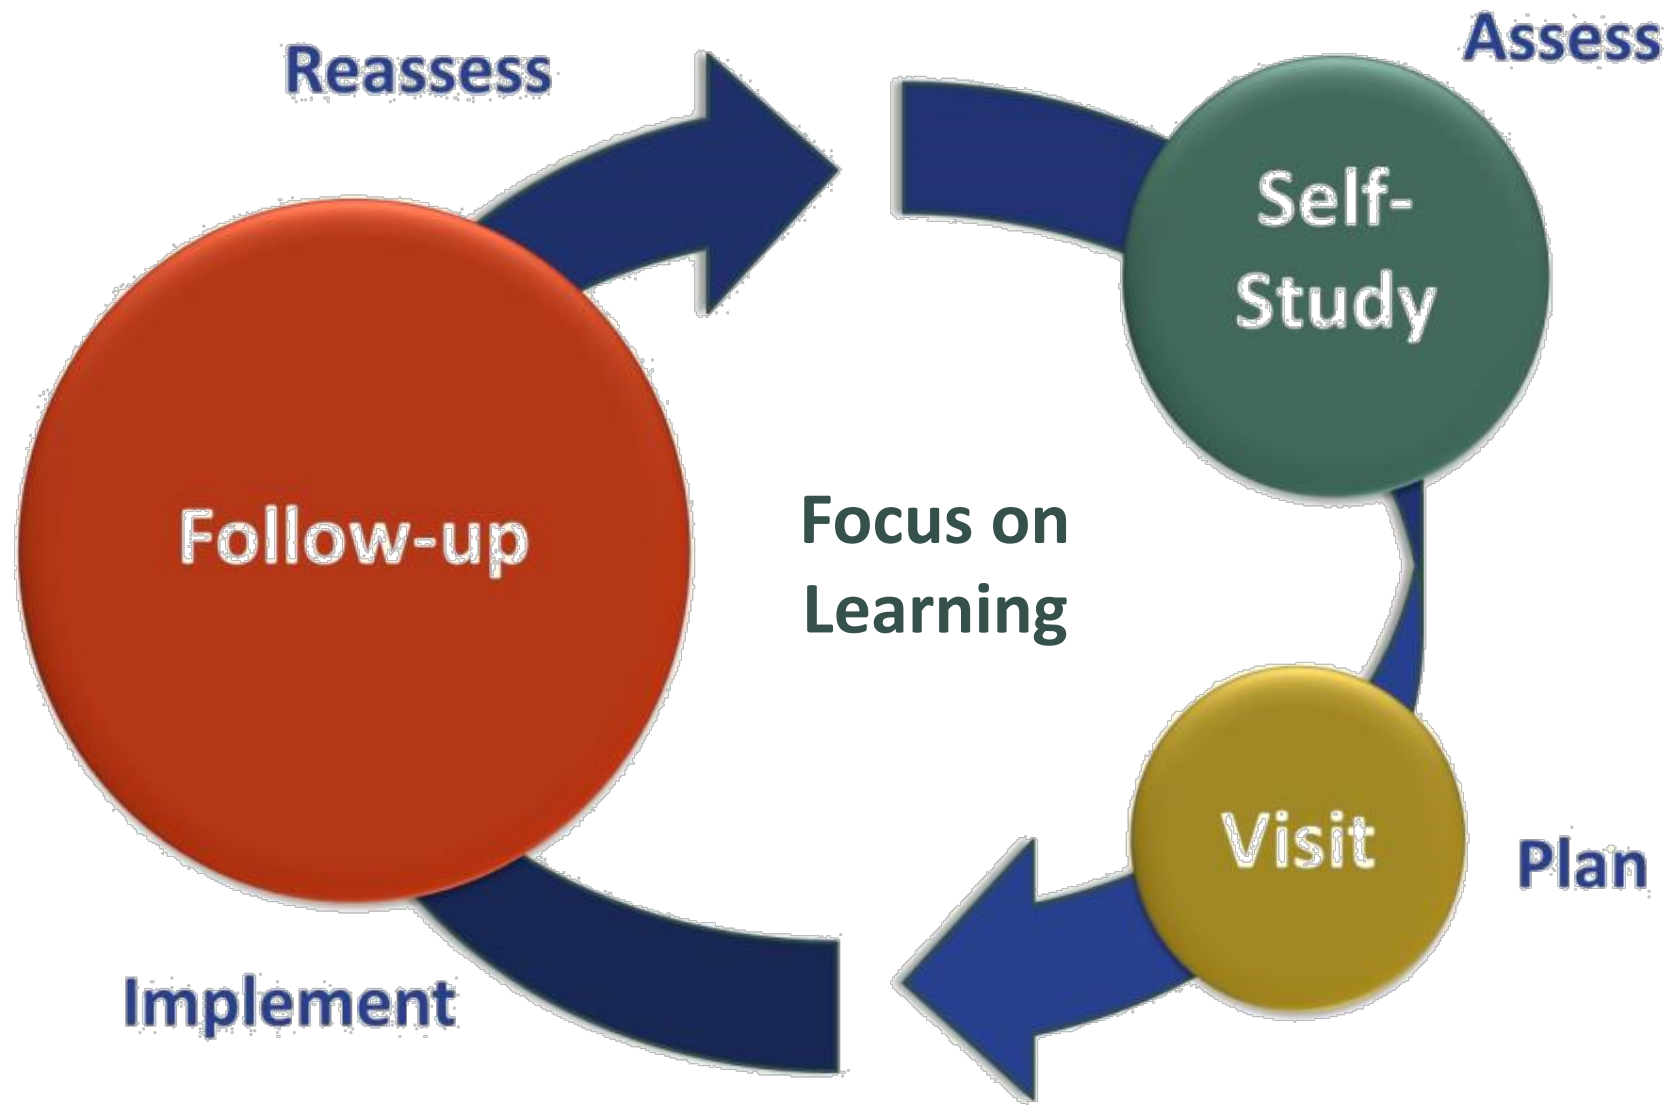 Reassess
Assess
Self-
Study
Follow-up
Focus on
Learning
Visit
Plan
Implement